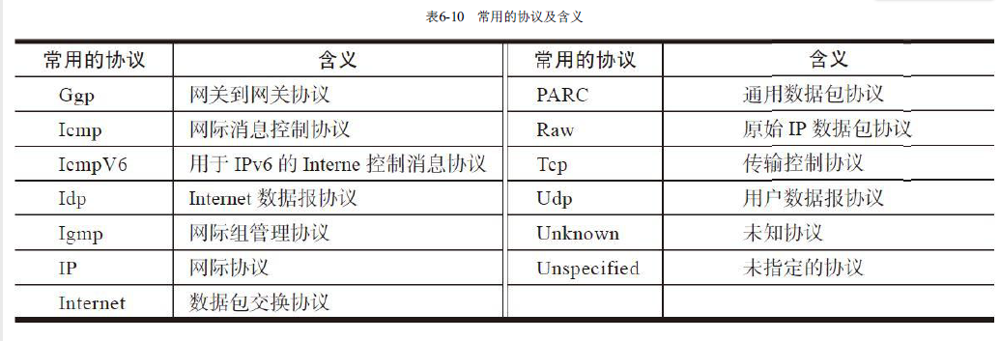 表6-10 常用的协议及含义
常用的协议 含义 常用的协议 含义
Ggp 网关到网关协议 PARC 通用数据包协议
Icmp 网际消息控制协议 Raw 原始 IP 数据包协议
IcmpV6 用于 IPv6 的 Interne 控制消息协议 Tcp 传输控制协议
Idp Internet 数据报协议 Udp 用户数据报协议
Igmp 网际组管理协议 Unknown 未知协议
IP 网际协议 Unspecified 未指定的协议
Internet 数据包交换协议